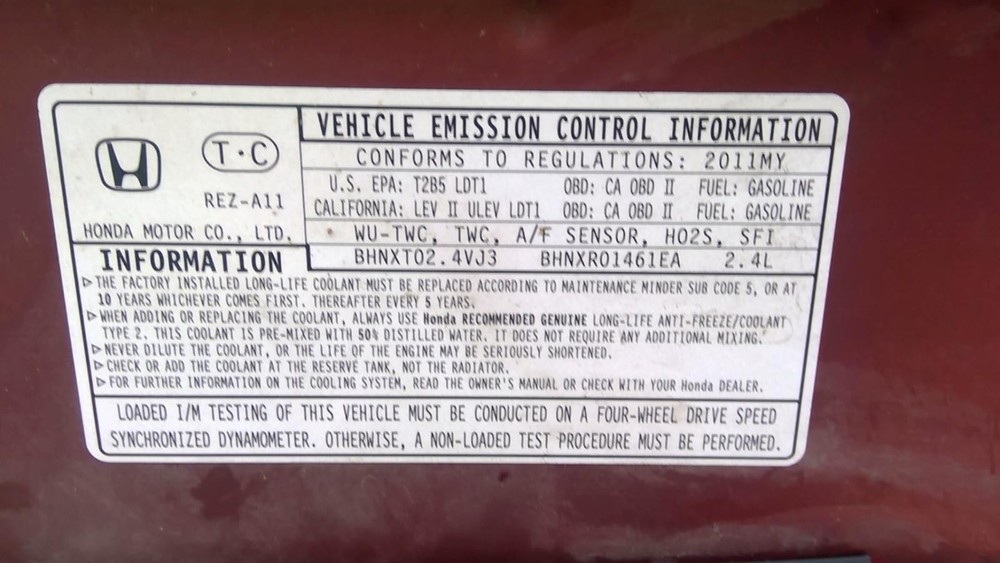 T·C
REZ-A11
HONDA MOTOR CO., LTD.
VEHICLE EMISSION CONTROL INFORMATION
CONFORMS TO REGULATIONS: 2011MY
U.S. EPA: T2B5 LDT1 OBD: CA OBD II FUEL: GASOLINE
CALIFORNIA: LEV II ULEV LDT1 OBD: CA OBD II FUEL: GASOLINE
WU-TWC, TWC, A/F SENSOR, HO2S, SFI
BHNXT02.4VJ3 BHNXR01461EA 2.4L
INFORMATION
▷THE FACTORY INSTALLED LONG-LIFE COOLANT MUST BE REPLACED ACCORDING TO MAINTENANCE MINDER SUB CODE 5, OR AT
10 YEARS WHICHEVER COMES FIRST. THEREAFTER EVERY 5 YEARS.
▷WHEN ADDING OR REPLACING THE COOLANT, ALWAYS USE Honda RECOMMENDED GENUINE LONG-LIFE ANTI-FREEZE/COOLANT
TYPE 2. THIS COOLANT IS PRE-MIXED WITH 50% DISTILLED WATER. IT DOES NOT REQUIRE ANY ADDITIONAL MIXING.
▷NEVER DILUTE THE COOLANT, OR THE LIFE OF THE ENGINE MAY BE SERIOUSLY SHORTENED.
▷CHECK OR ADD THE COOLANT AT THE RESERVE TANK, NOT THE RADIATOR.
▷FOR FURTHER INFORMATION ON THE COOLING SYSTEM, READ THE OWNER'S MANUAL OR CHECK WITH YOUR Honda DEALER.
LOADED I/M TESTING OF THIS VEHICLE MUST BE CONDUCTED ON A FOUR-WHEEL DRIVE SPEED
SYNCHRONIZED DYNAMOMETER. OTHERWISE, A NON-LOADED TEST PROCEDURE MUST BE PERFORMED.